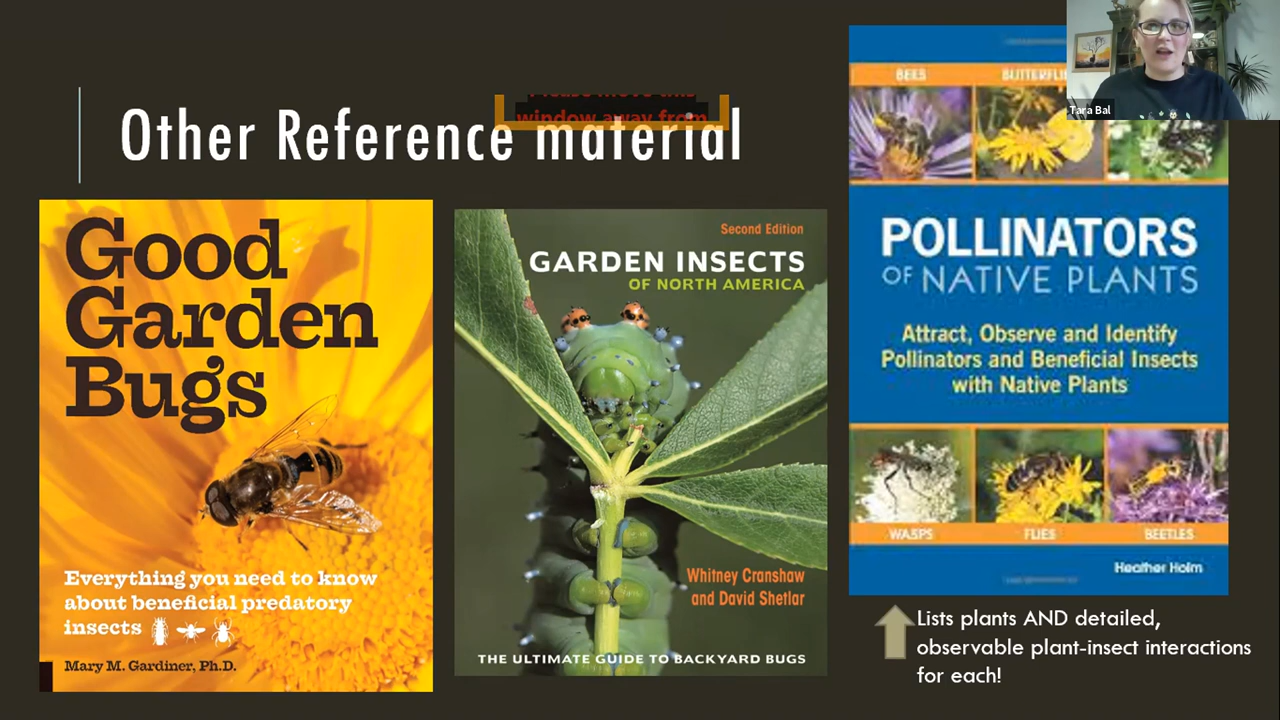 Tara Bal
window away from
Other Reference material
Good
Garden
Bugs
Everything you need to know
about beneficial predatory
insects
Mary M. Gardiner, Ph.D.
Second Edition
GARDEN INSECTS
OF NORTH AMERICA
Whitney Cranshaw
and David Shetlar
THE ULTIMATE GUIDE TO BACKYARD BUGS
BEES
POLLINATORS
OF NATIVE PLANTS
Attract, Observe and Identify
Pollinators and Beneficial Insects
with Native Plants
WASPS FLIES BEETLES
Heather Holm
Lists plants AND detailed,
observable plant-insect interactions
for each!